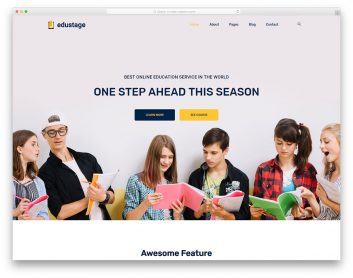 edustage
Home About Pages Blog Contact
BEST ONLINE EDUCATION SERVICE IN THE WORLD
ONE STEP AHEAD THIS SEASON
LEARN MORE
SEE COURSE
Awesome Feature